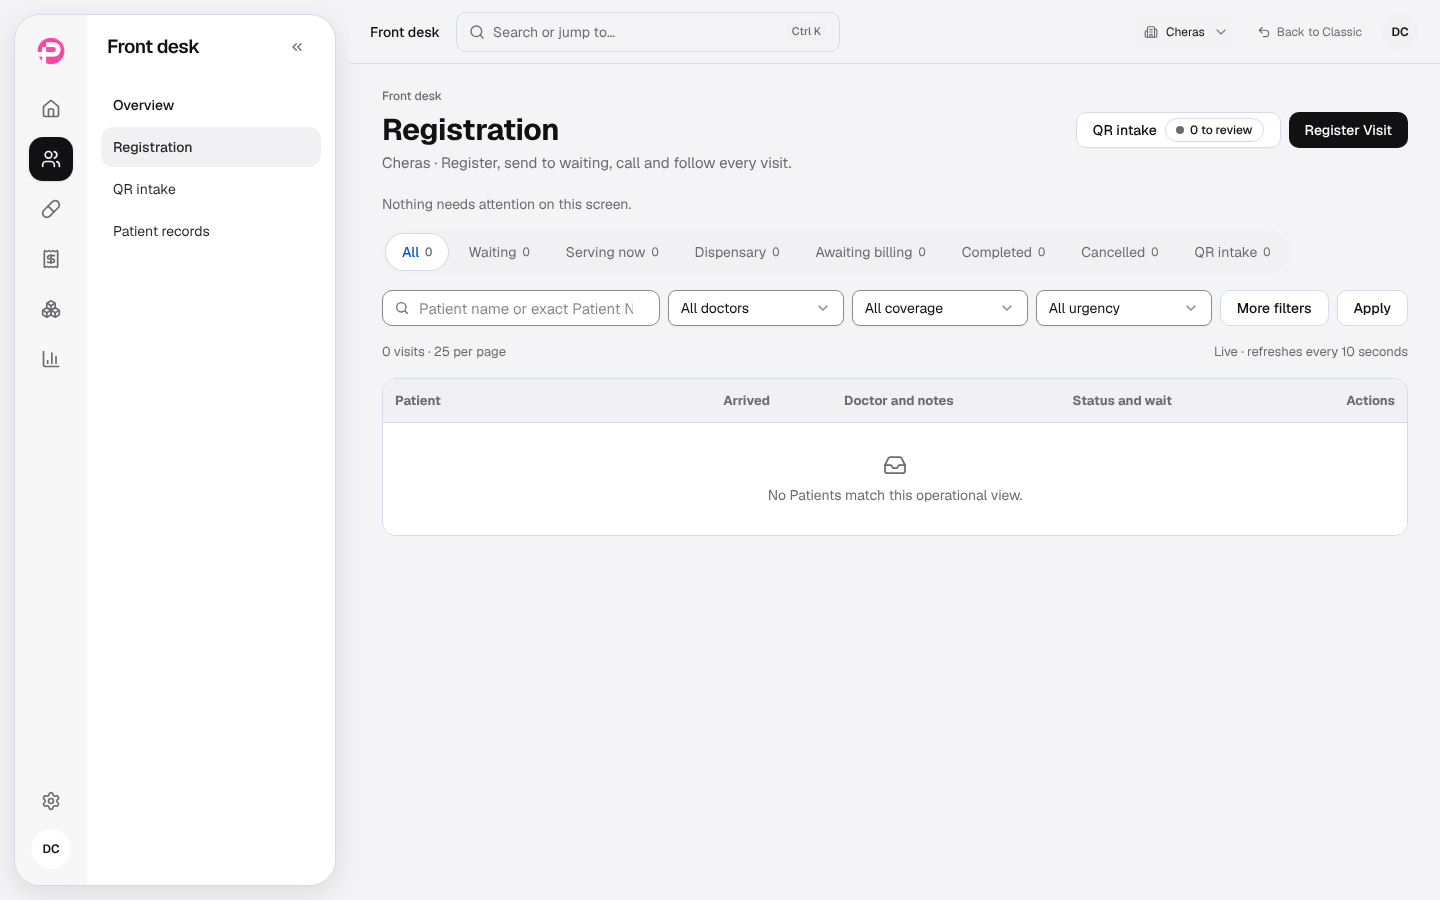 Front desk
Overview
Registration
QR intake
Patient records
DC
Front desk
Search or jump to...
Ctrl K
Cheras
Back to Classic
DC
Front desk
Registration
Cheras · Register, send to waiting, call and follow every visit.
QR intake
0 to review
Register Visit
Nothing needs attention on this screen.
All 0
Waiting 0
Serving now 0
Dispensary 0
Awaiting billing 0
Completed 0
Cancelled 0
QR intake 0
Patient name or exact Patient N
All doctors
All coverage
All urgency
More filters
Apply
0 visits · 25 per page
Live · refreshes every 10 seconds
Patient
Arrived
Doctor and notes
Status and wait
Actions
No Patients match this operational view.